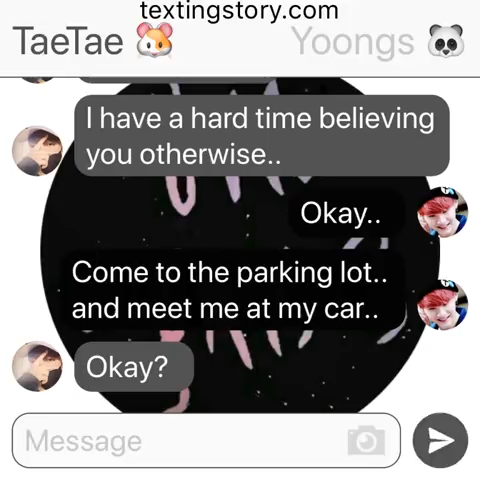 textingstory.com
TaeTae 🐹 Yoongs 🐼
I have a hard time believing
you otherwise..
Okay..
Come to the parking lot..
and meet me at my car..
Okay?
Message